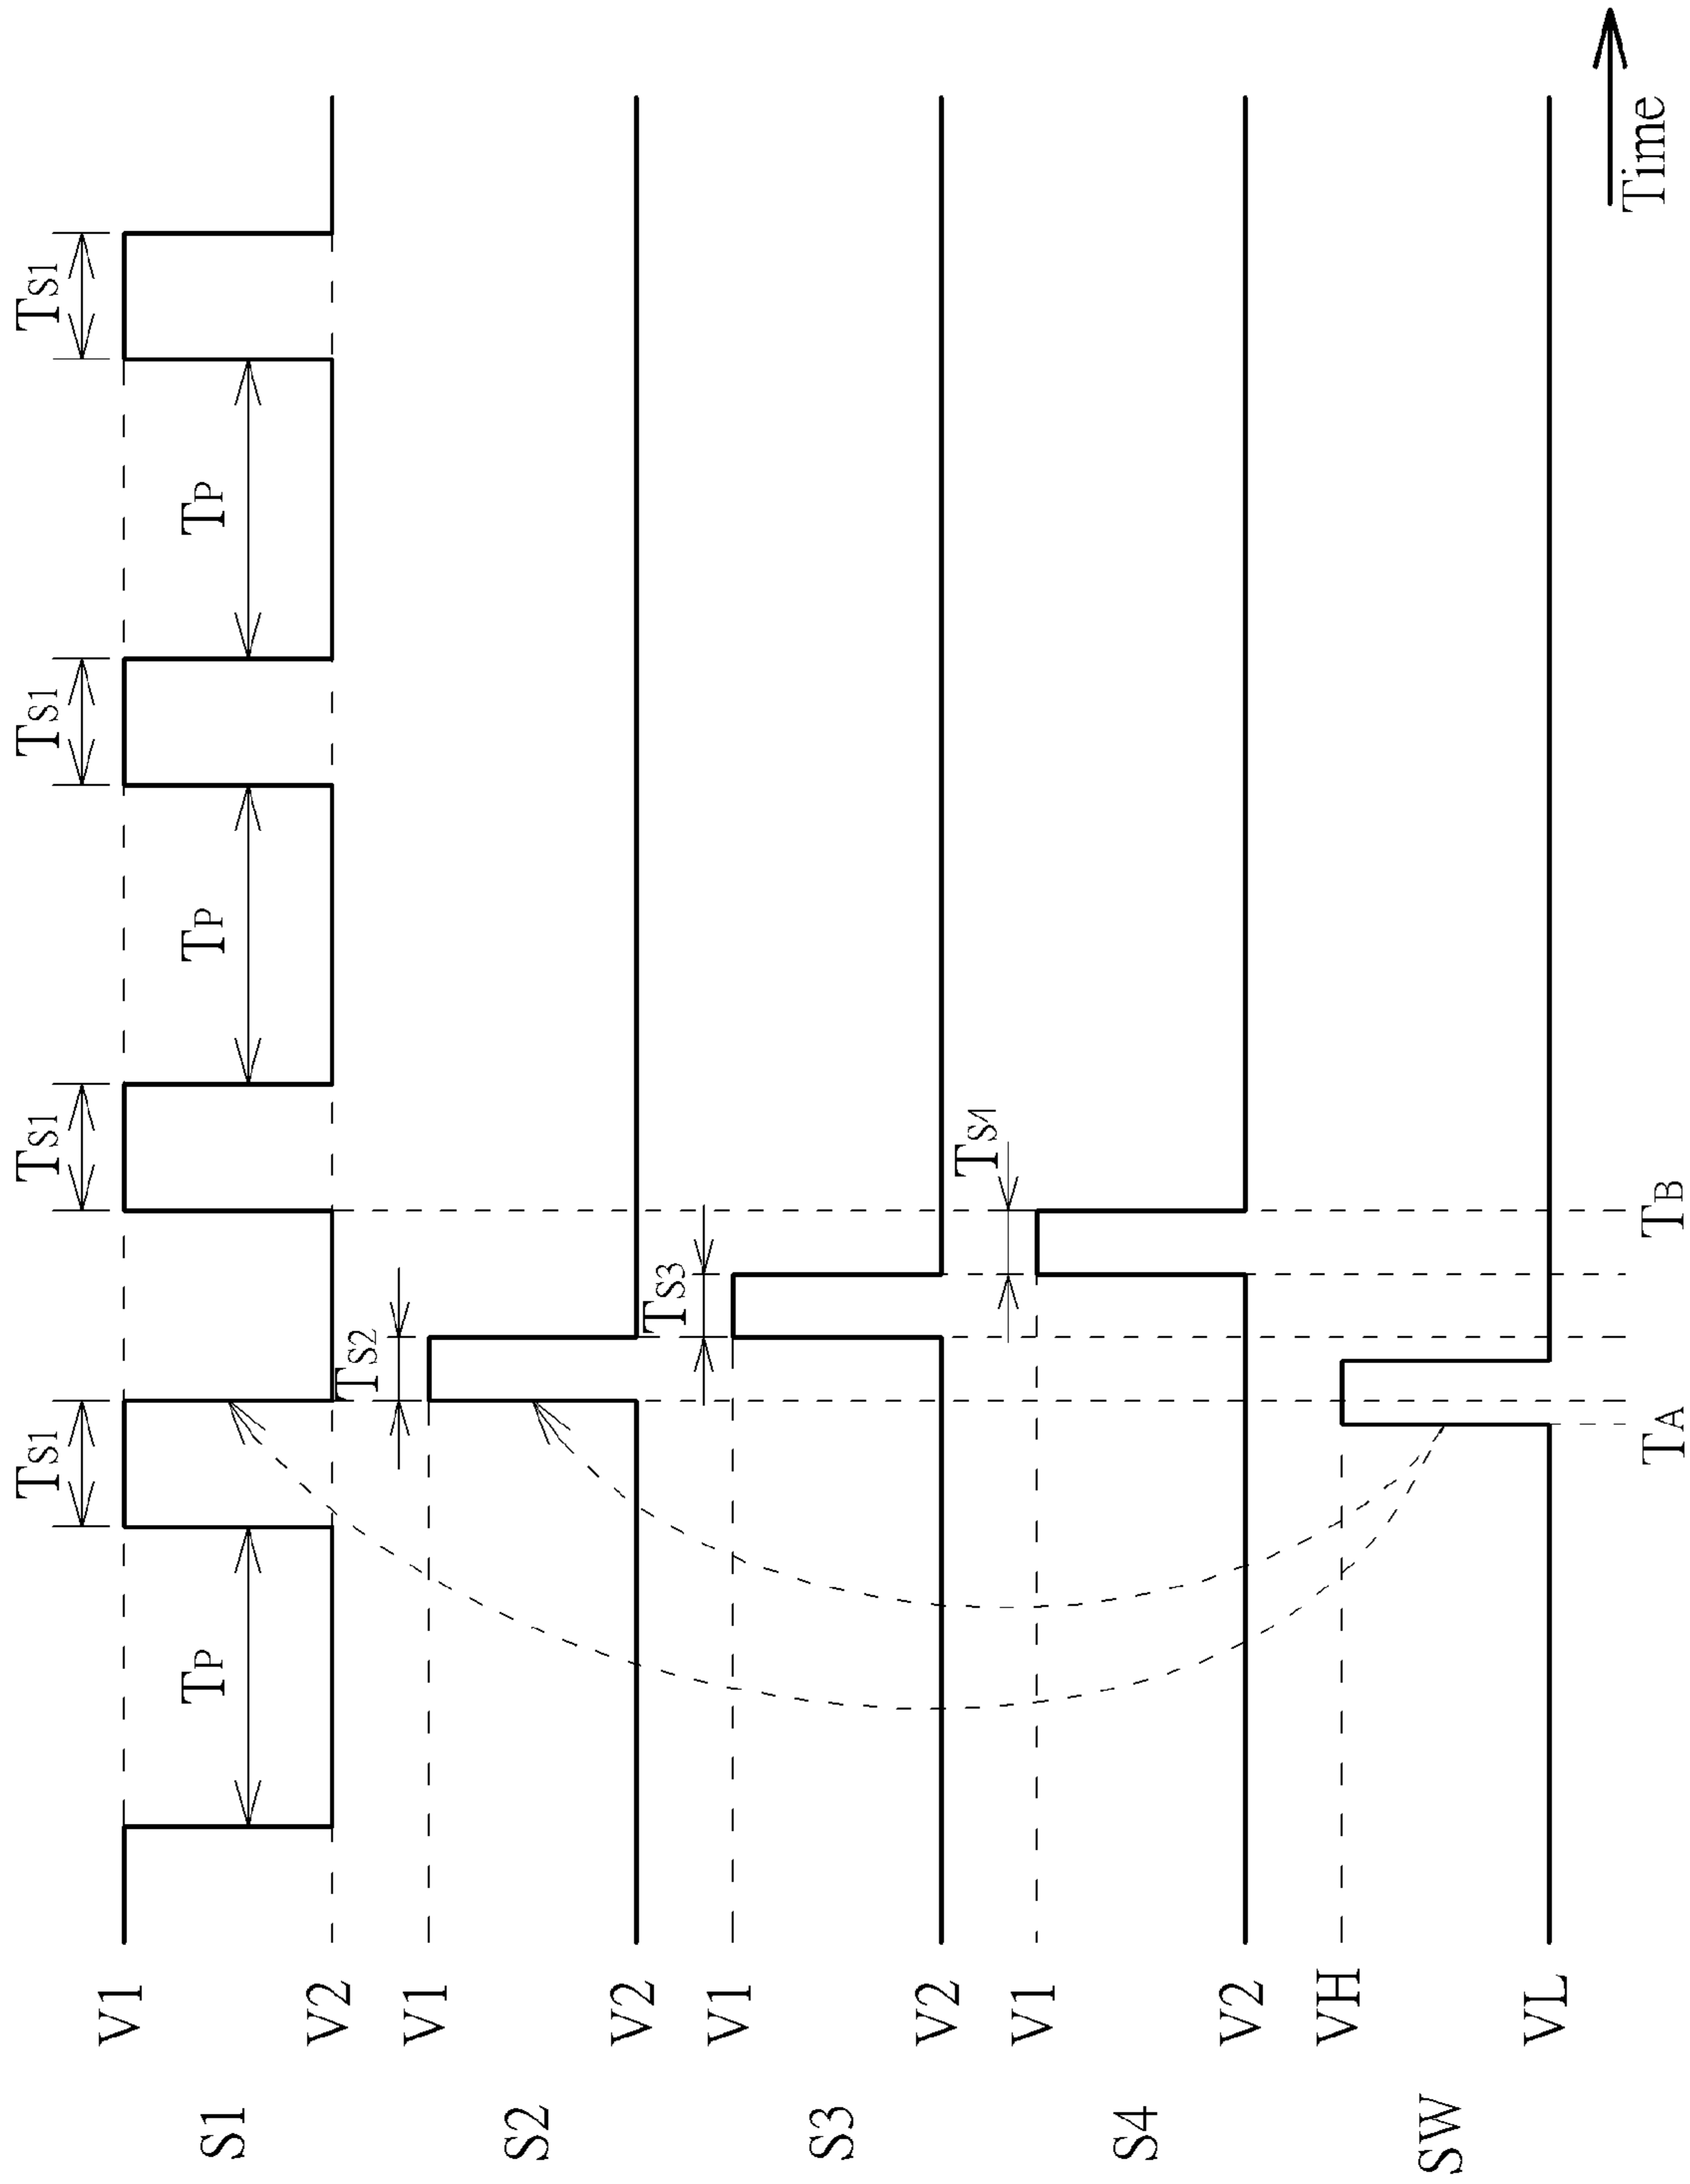 TS1 TS1 TS1 TS1
V1
S1 TP TP TP
V2
TS2
V1
S2
V2
TS3
V1
S3
V2
TS4
V1
S4
V2
VH
SW
VL
TA TB Time